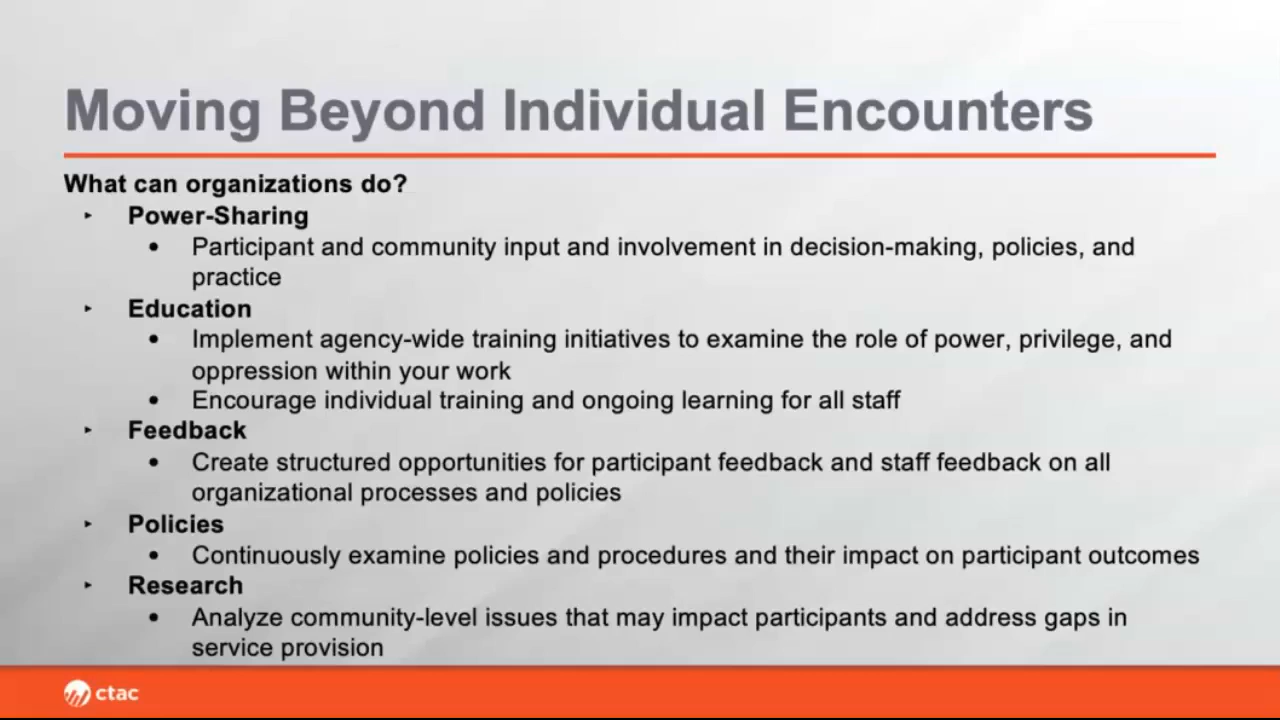 Moving Beyond Individual Encounters
What can organizations do?
‣ Power-Sharing
• Participant and community input and involvement in decision-making, policies, and
practice
‣ Education
• Implement agency-wide training initiatives to examine the role of power, privilege, and
oppression within your work
• Encourage individual training and ongoing learning for all staff
‣ Feedback
• Create structured opportunities for participant feedback and staff feedback on all
organizational processes and policies
‣ Policies
• Continuously examine policies and procedures and their impact on participant outcomes
‣ Research
• Analyze community-level issues that may impact participants and address gaps in
service provision
ctac